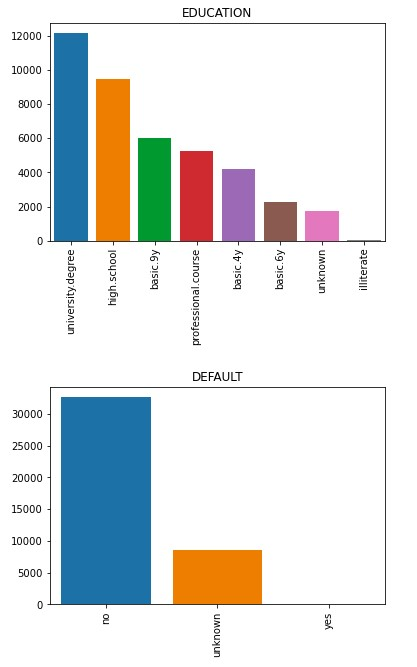 EDUCATION
12000
10000
8000
6000
4000
2000
0
university.degree
high.school
basic.9y
professional.course
basic.4y
basic.6y
unknown
illiterate
DEFAULT
30000
25000
20000
15000
10000
5000
0
no
unknown
yes